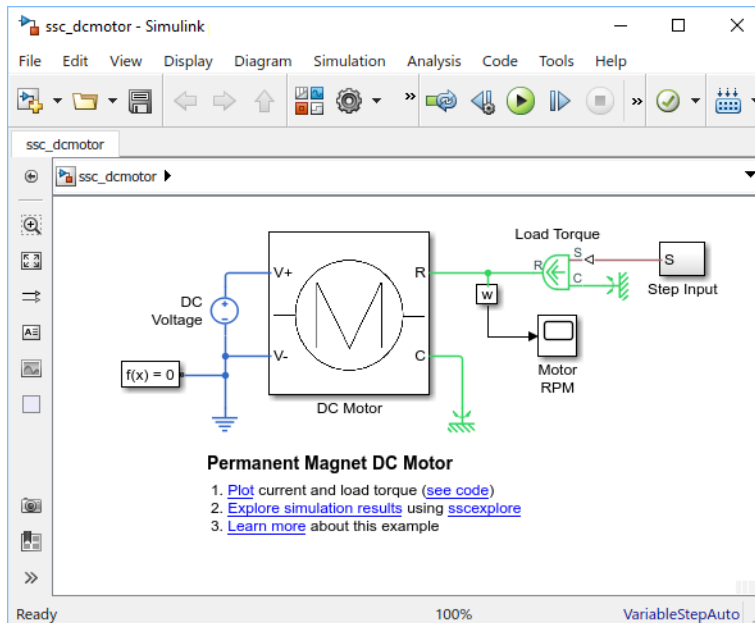 ssc_dcmotor - Simulink
File Edit View Display Diagram Simulation Analysis Code Tools Help
ssc_dcmotor
ssc_dcmotor
Load Torque
S
R
C
S
Step Input
V+
R
DC
Voltage
w
V-
C
f(x) = 0
Motor
RPM
DC Motor
Permanent Magnet DC Motor
1. Plot current and load torque (see code)
2. Explore simulation results using sscexplore
3. Learn more about this example
Ready 100% VariableStepAuto